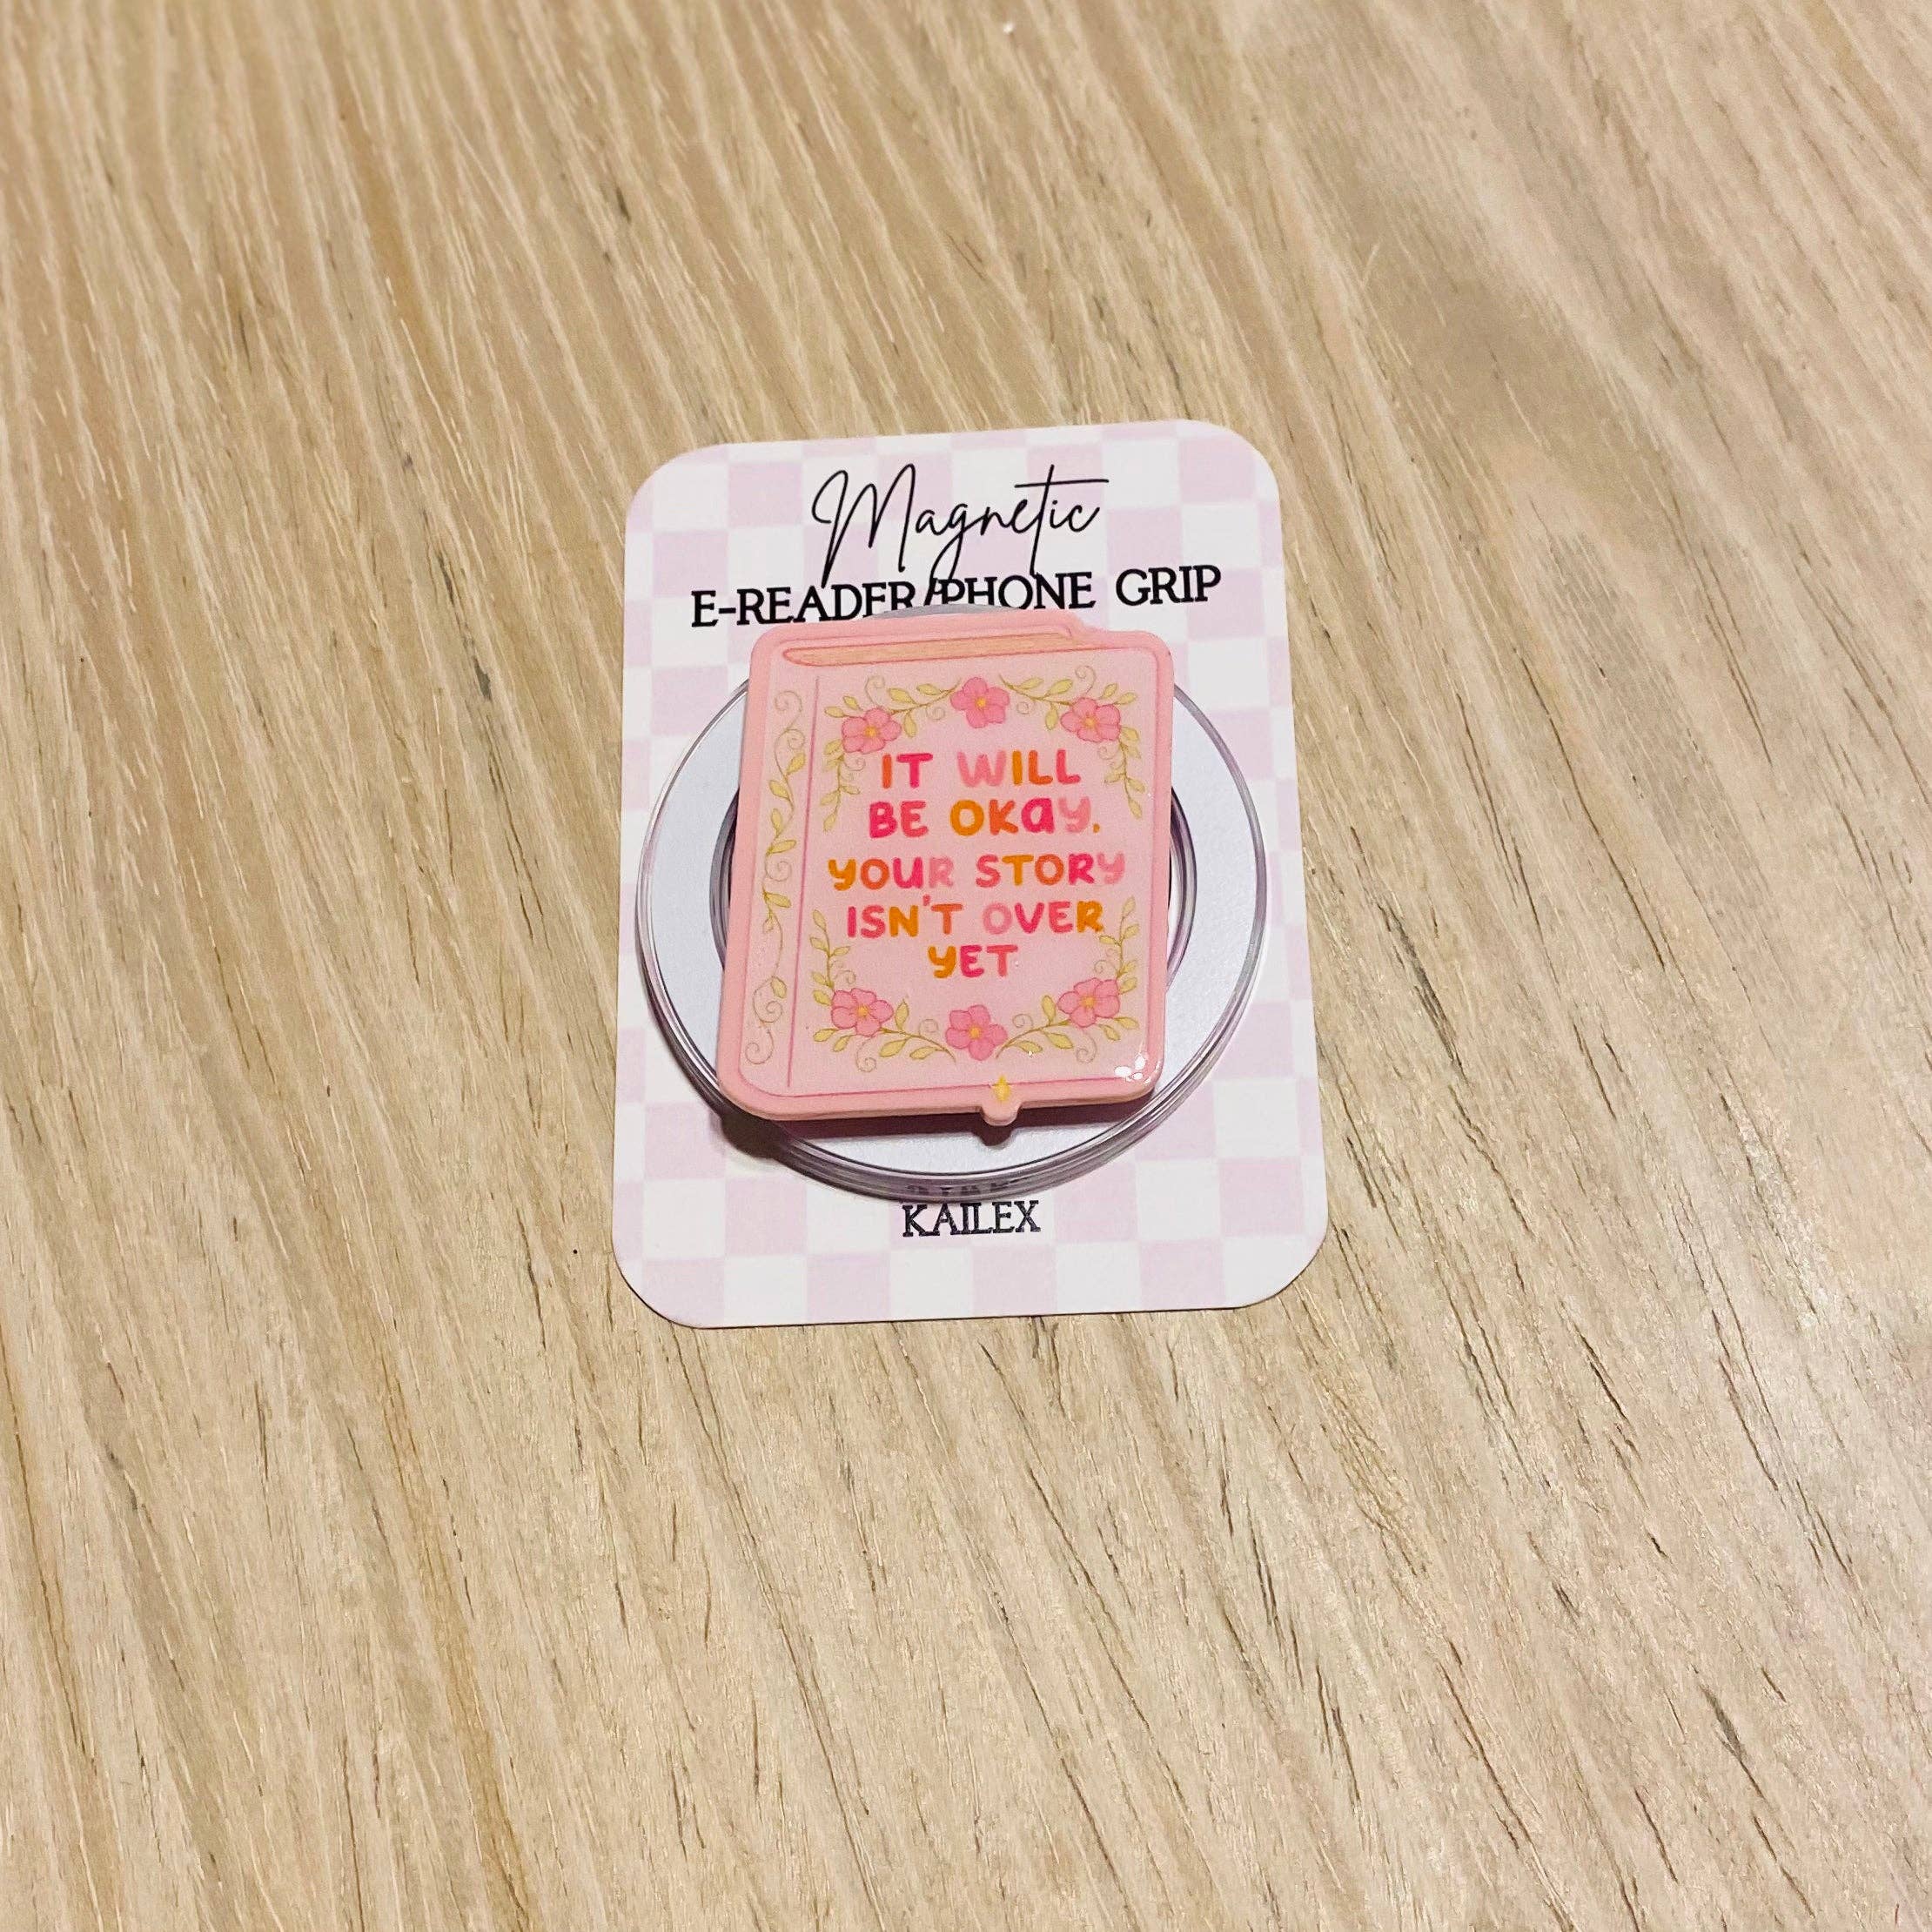 Magnetic
E-READER/PHONE GRIP
IT WILL
BE OKAY.
YOUR STORY
ISN'T OVER
YET
KAILEX